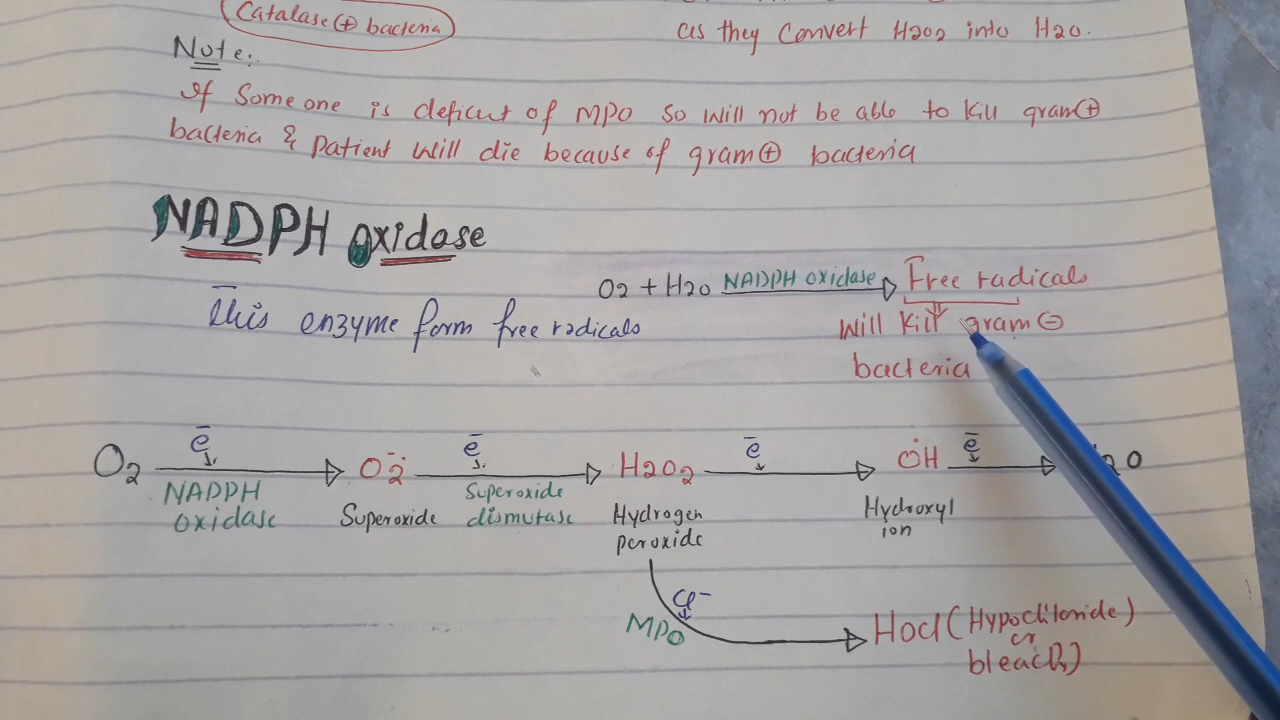 Catalase ⊕ bacteria
as they convert H2O2 into H2O.
Note:
If Someone is deficent of MPO so will not be able to kill gram⊕
bacteria & patient will die because of gram⊕ bacteria
NADPH oxidase
O2 + H2O NADPH oxidase Free radicals
This enzyme form free radicals
will kill gram⊖
bacteria
O2 e- O2-̇ e- H2O2 e- ȮH e- H2O
NADPH oxidase
Superoxide
Superoxide dismutase
Hydrogen peroxide
Hydroxyl ion
MPO Cl-
HOCl (Hypochloride) or bleach)